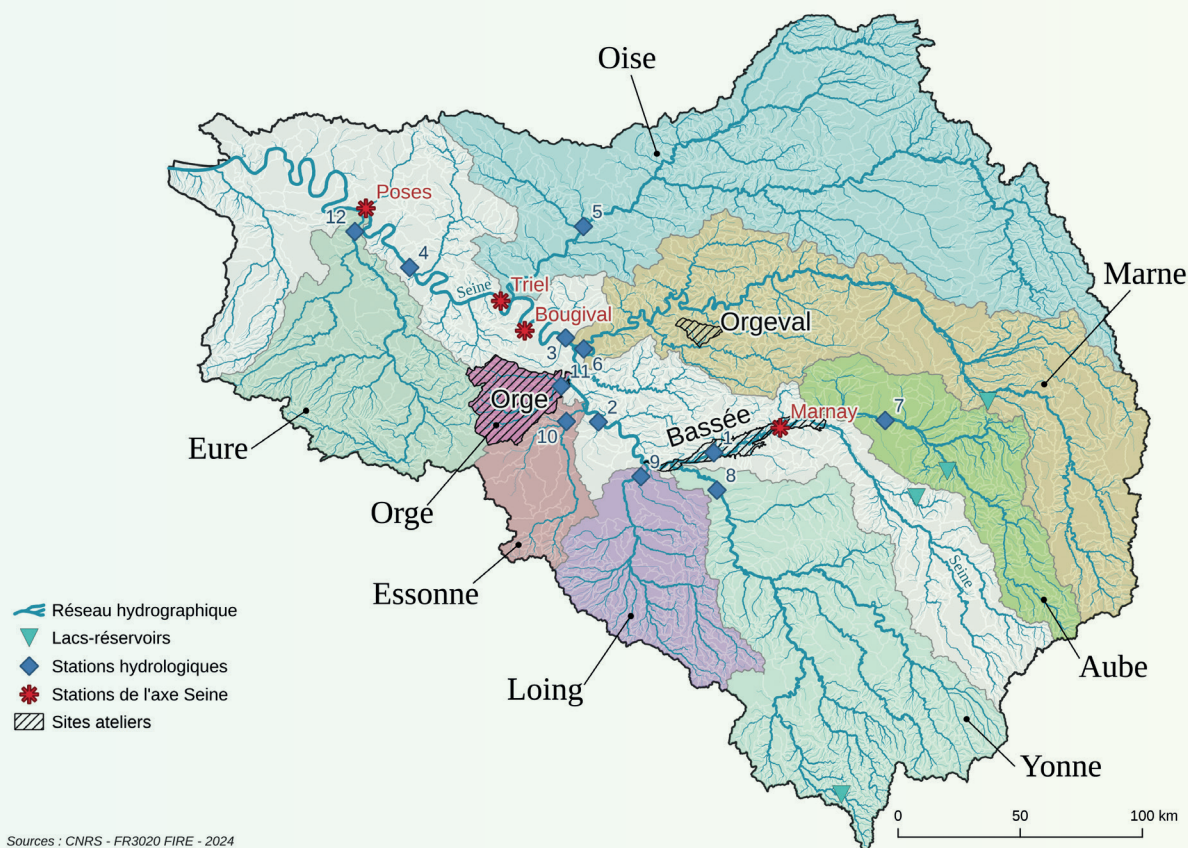 Oise
Poses
12
5
4
Seine
Triel
Marne
Bougival
Orgeval
3
6
11
Orge
2
Marnay
7
Bassée
1
10
Eure
9
8
Orge
Essonne
Seine
Réseau hydrographique
Lacs-réservoirs
Stations hydrologiques
Stations de l'axe Seine
Sites ateliers
Loing
Aube
Yonne
0 50 100 km
Sources : CNRS - FR3020 FIRE - 2024